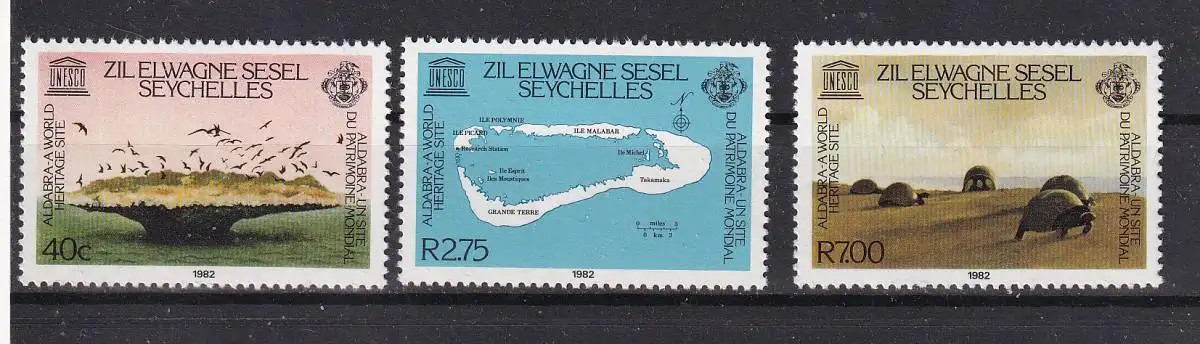 UNESCO
ZIL ELWAGNE SESEL
SEYCHELLES
ALDABRA-A WORLD
HERITAGE SITE
ALDABRA-UN SITE
DU PATRIMOINE MONDIAL
40c
1982
UNESCO
ZIL ELWAGNE SESEL
SEYCHELLES
ALDABRA-A WORLD
HERITAGE SITE
ALDABRA-UN SITE
DU PATRIMOINE MONDIAL
N
ILE POLYMNIE
ILE PICARD
ILE MALABAR
Research Station
Ile Michel
Ile Esprit
Iles Moustiques
Takamaka
GRANDE TERRE
0 miles 3
0 km 3
R2.75
1982
UNESCO
ZIL ELWAGNE SESEL
SEYCHELLES
ALDABRA-A WORLD
HERITAGE SITE
ALDABRA-UN SITE
DU PATRIMOINE MONDIAL
R7.00
1982